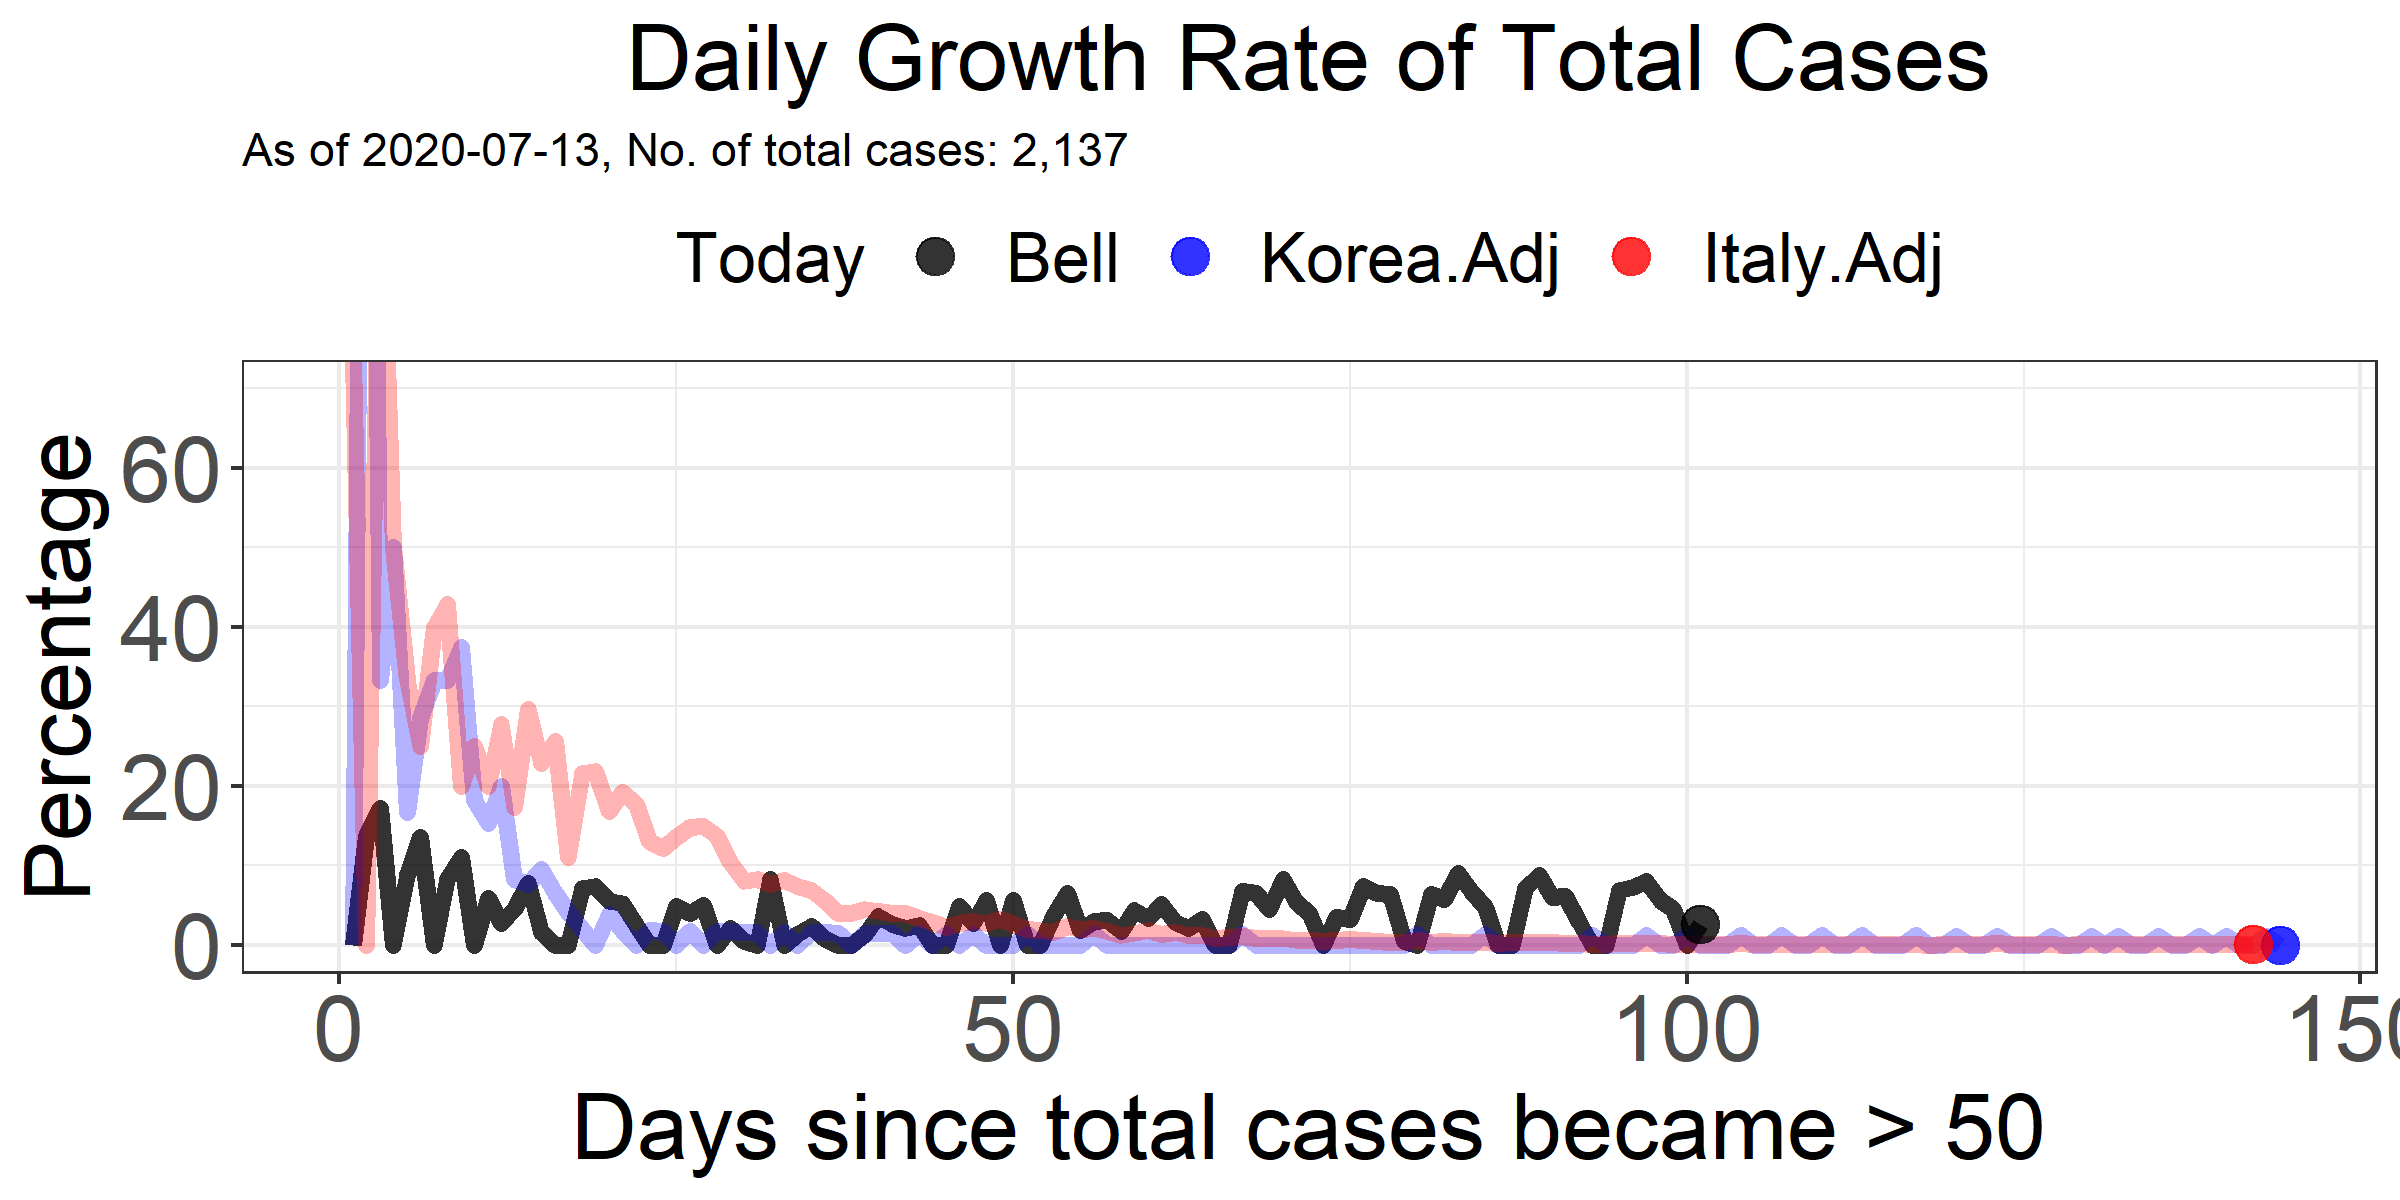 Daily Growth Rate of Total Cases
As of 2020-07-13, No. of total cases: 2,137
Today Bell Korea.Adj Italy.Adj
Percentage
60
40
20
0
0 50 100 150
Days since total cases became > 50